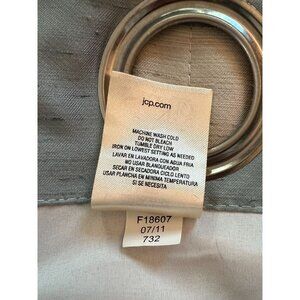 jcp.com
MACHINE WASH COLD
DO NOT BLEACH
TUMBLE DRY LOW
IRON ON LOWEST SETTING AS NEEDED
LAVAR EN LAVADORA CON AGUA FRIA
NO USAR BLANQUEADOR
SECAR EN SECADORA CICLO LENTO
USAR PLANCHA EN MINIMA TEMPERATURA
SI SE NECESITA
F18607
07/11
732